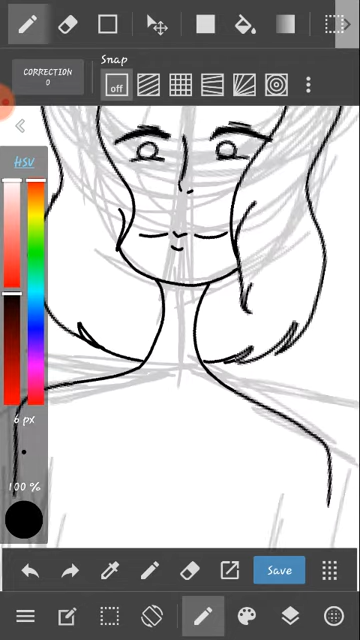 Snap
CORRECTION
0
off
HSV
6 px
100 %
Save